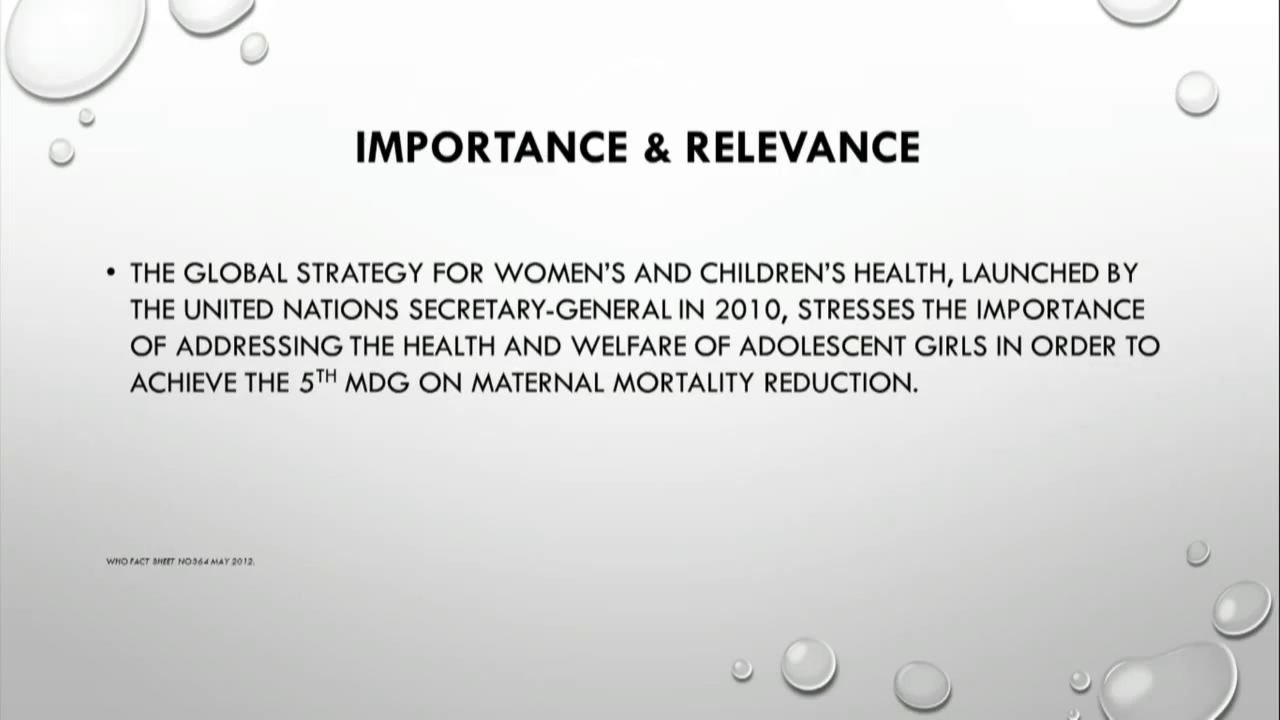 IMPORTANCE & RELEVANCE
• THE GLOBAL STRATEGY FOR WOMEN’S AND CHILDREN’S HEALTH, LAUNCHED BY
THE UNITED NATIONS SECRETARY-GENERAL IN 2010, STRESSES THE IMPORTANCE
OF ADDRESSING THE HEALTH AND WELFARE OF ADOLESCENT GIRLS IN ORDER TO
ACHIEVE THE 5TH MDG ON MATERNAL MORTALITY REDUCTION.
WHO FACT SHEET NO364 MAY 2012.